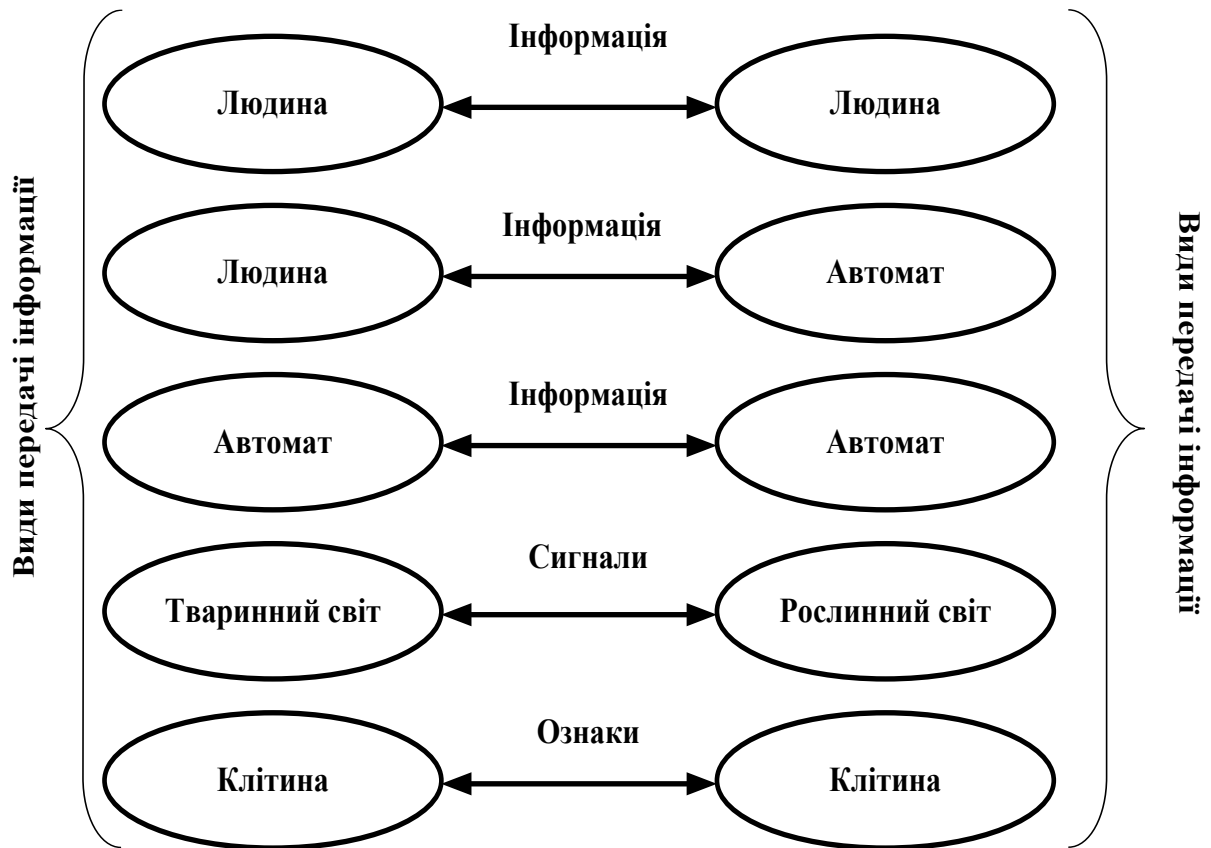 Інформація
Людина
Людина
Інформація
Людина
Автомат
Інформація
Автомат
Автомат
Сигнали
Тваринний світ
Рослинний світ
Ознаки
Клітина
Клітина
Види передачі інформації
Види передачі інформації